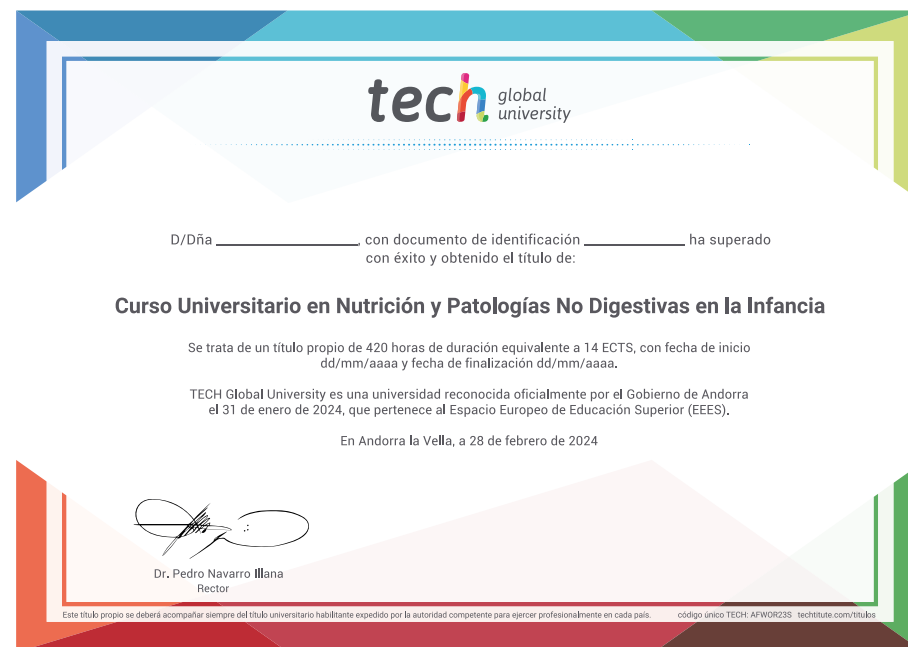 tech global university
D/Dña ______________, con documento de identificación __________ ha superado
con éxito y obtenido el título de:
Curso Universitario en Nutrición y Patologías No Digestivas en la Infancia
Se trata de un título propio de 420 horas de duración equivalente a 14 ECTS, con fecha de inicio
dd/mm/aaaa y fecha de finalización dd/mm/aaaa.
TECH Global University es una universidad reconocida oficialmente por el Gobierno de Andorra
el 31 de enero de 2024, que pertenece al Espacio Europeo de Educación Superior (EEES).
En Andorra la Vella, a 28 de febrero de 2024
Dr. Pedro Navarro Illana
Rector
Este título propio se deberá acompañar siempre del título universitario habilitante expedido por la autoridad competente para ejercer profesionalmente en cada país. código único TECH: AFWOR23S techtitute.com/titulos